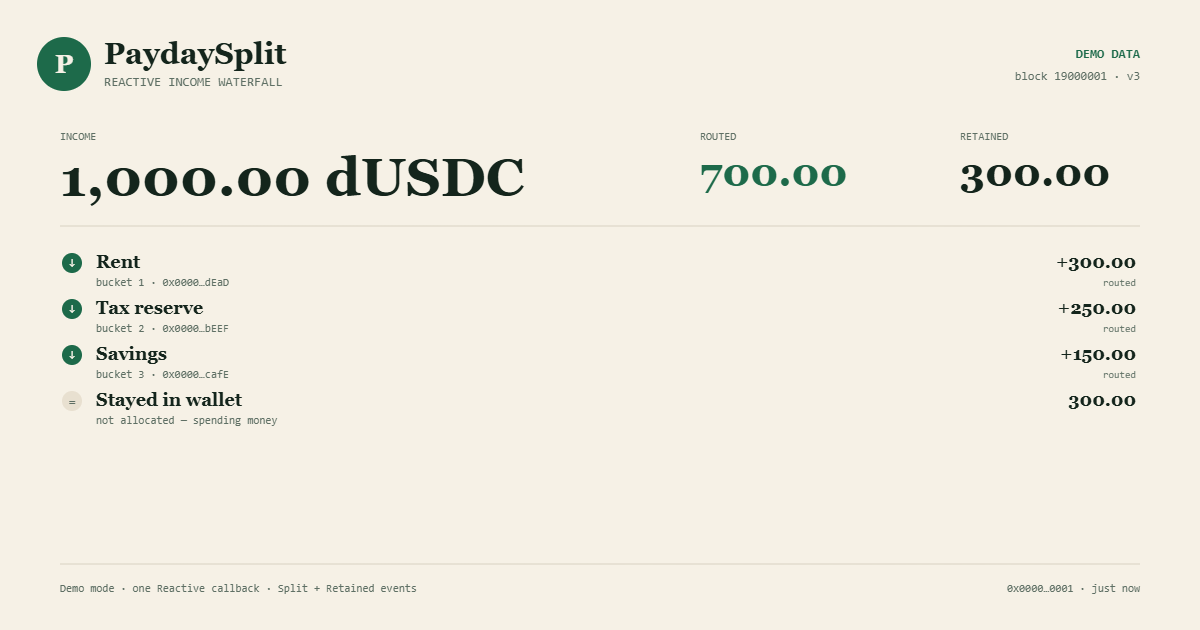 P
PaydaySplit
REACTIVE INCOME WATERFALL
DEMO DATA
block 19000001 · v3
INCOME
1,000.00 dUSDC
ROUTED
700.00
RETAINED
300.00
↓ Rent +300.00
bucket 1 · 0x0000…dEaD routed
↓ Tax reserve +250.00
bucket 2 · 0x0000…bEEF routed
↓ Savings +150.00
bucket 3 · 0x0000…cafE routed
= Stayed in wallet 300.00
not allocated — spending money
Demo mode · one Reactive callback · Split + Retained events
0x0000…0001 · just now